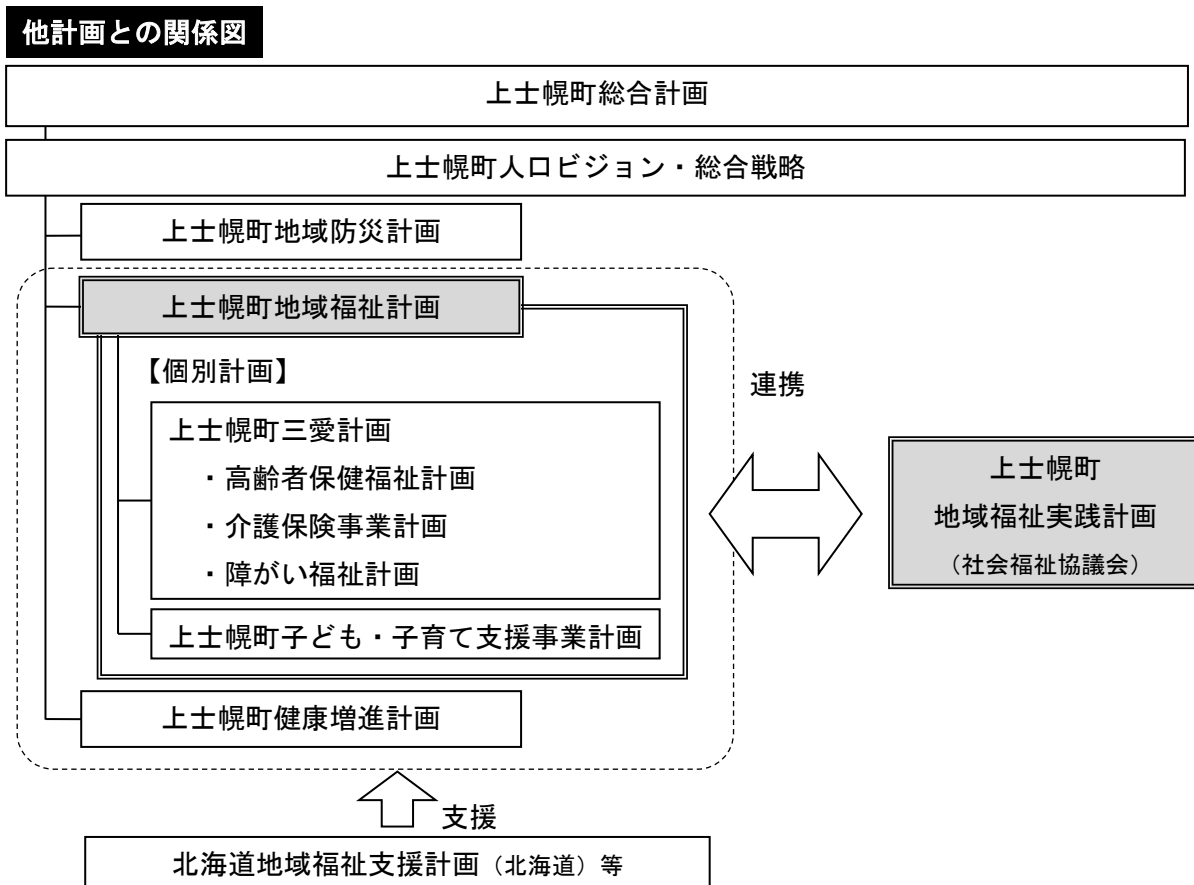 他計画との関係図
上士幌町総合計画
上士幌町人口ビジョン・総合戦略
上士幌町地域防災計画
上士幌町地域福祉計画
【個別計画】
上士幌町三愛計画
・高齢者保健福祉計画
・介護保険事業計画
・障がい福祉計画
上士幌町子ども・子育て支援事業計画
上士幌町健康増進計画
連携
上士幌町
地域福祉実践計画
（社会福祉協議会）
支援
北海道地域福祉支援計画（北海道）等